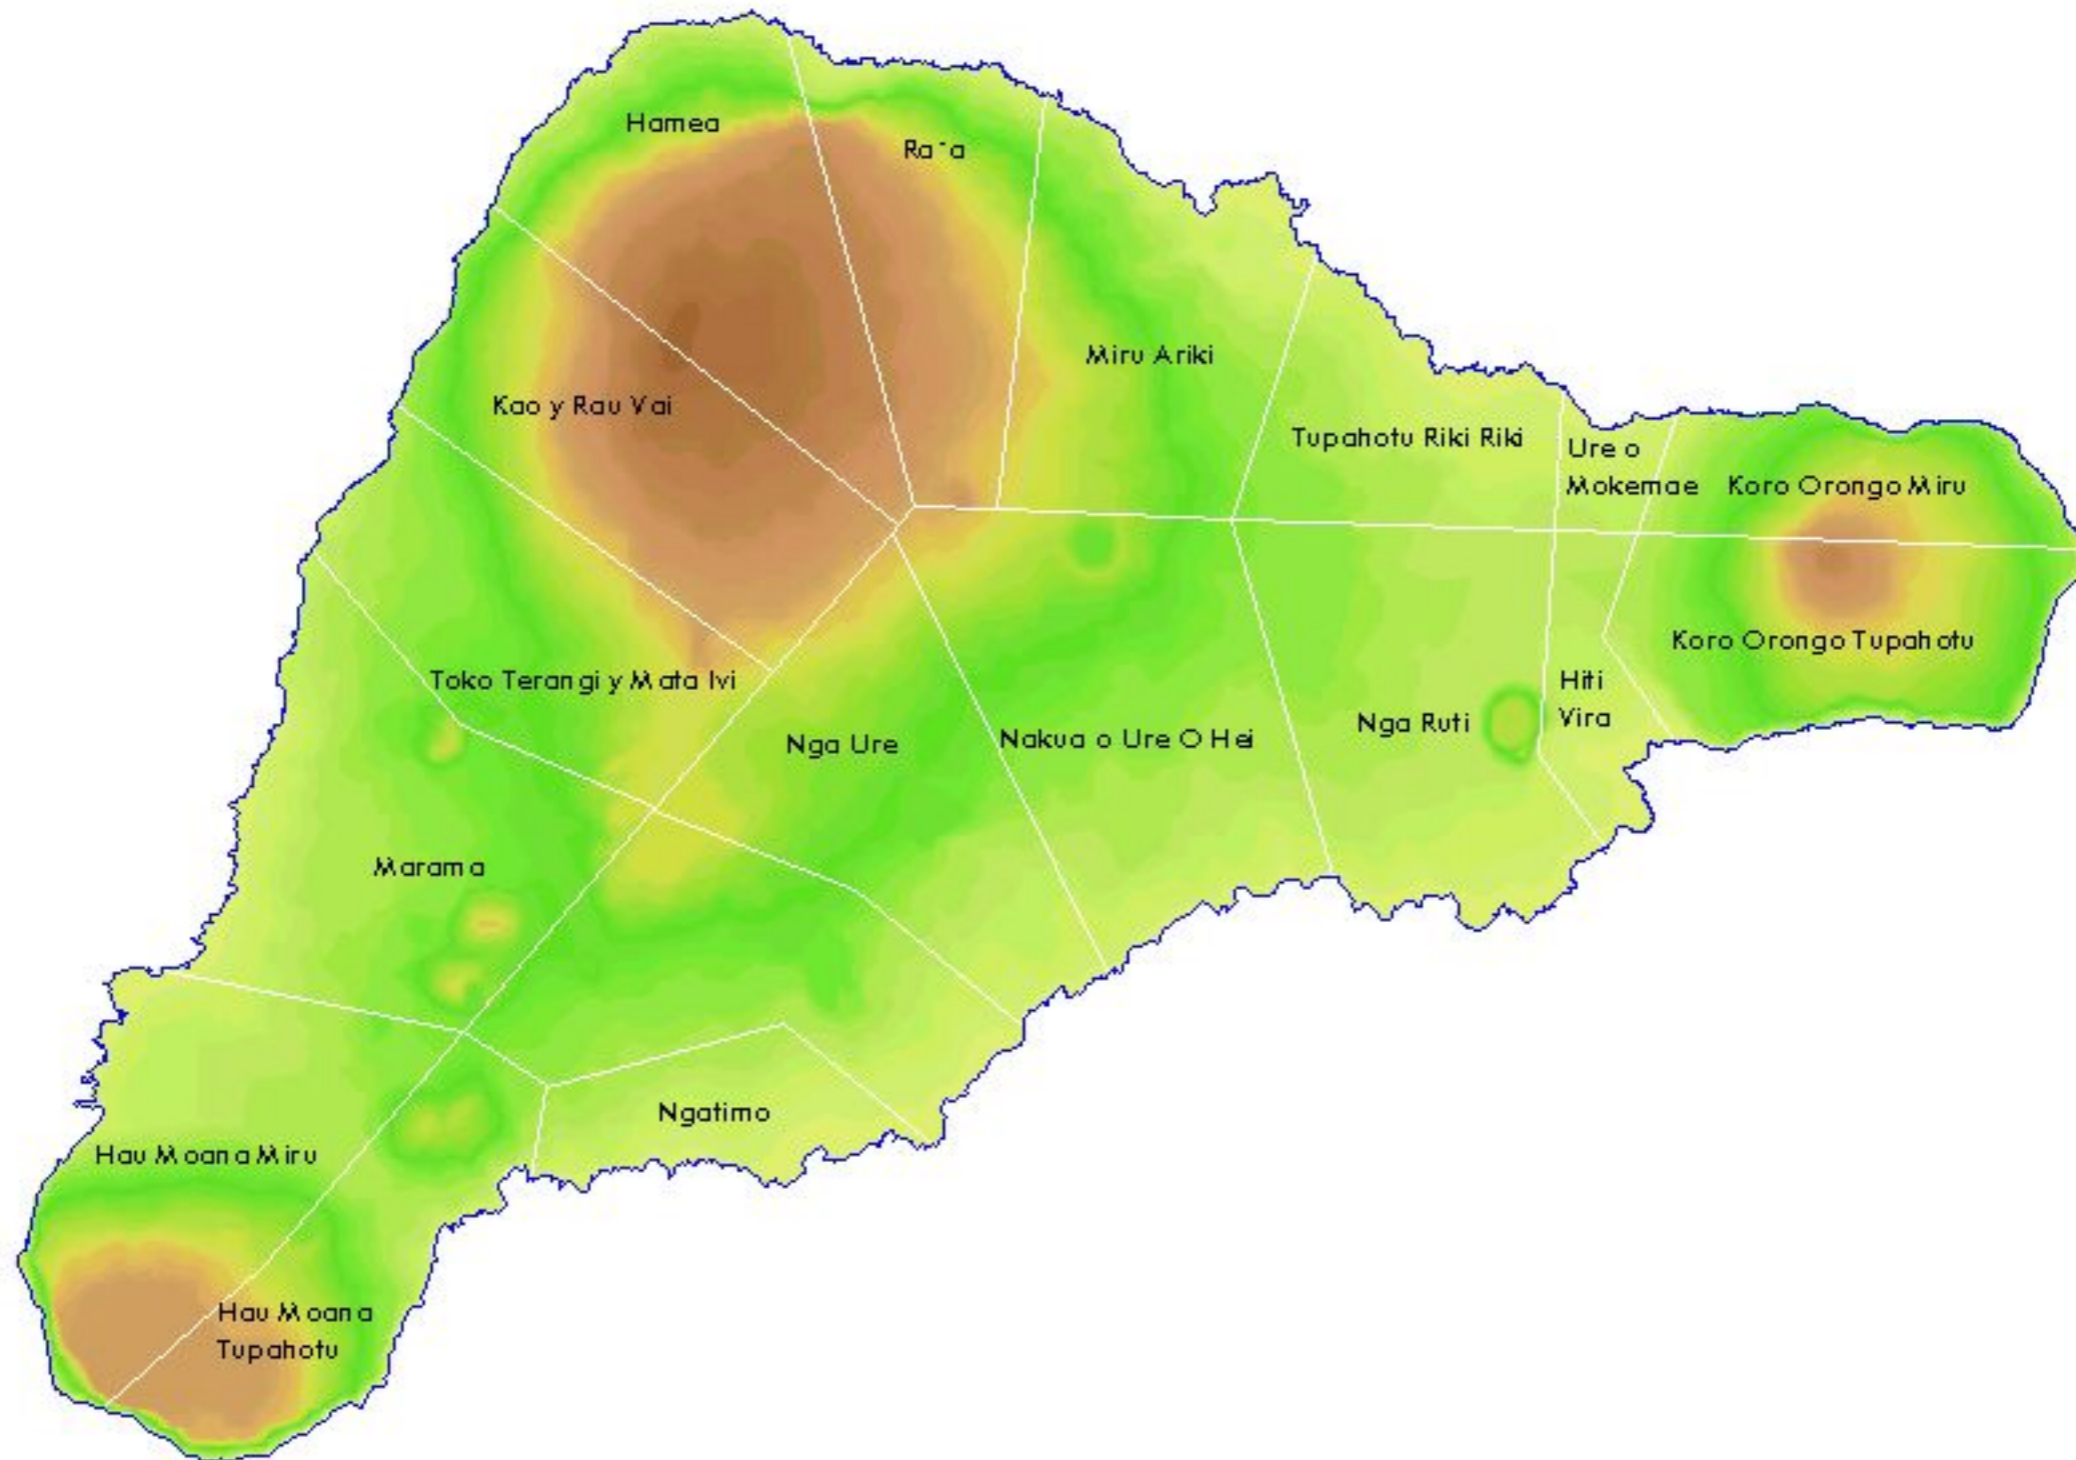 Hamea
Ra´a
Miru Ariki
Kao y Rau Vai
Tupahotu Riki Riki
Ure o
Mokemae
Koro Orongo Miru
Koro Orongo Tupahotu
Toko Terangi y Mata Ivi
Hiti
Vira
Nga Ure
Nakua o Ure O Hei
Nga Ruti
Marama
Ngatimo
Hau Moana Miru
Hau Moana
Tupahotu